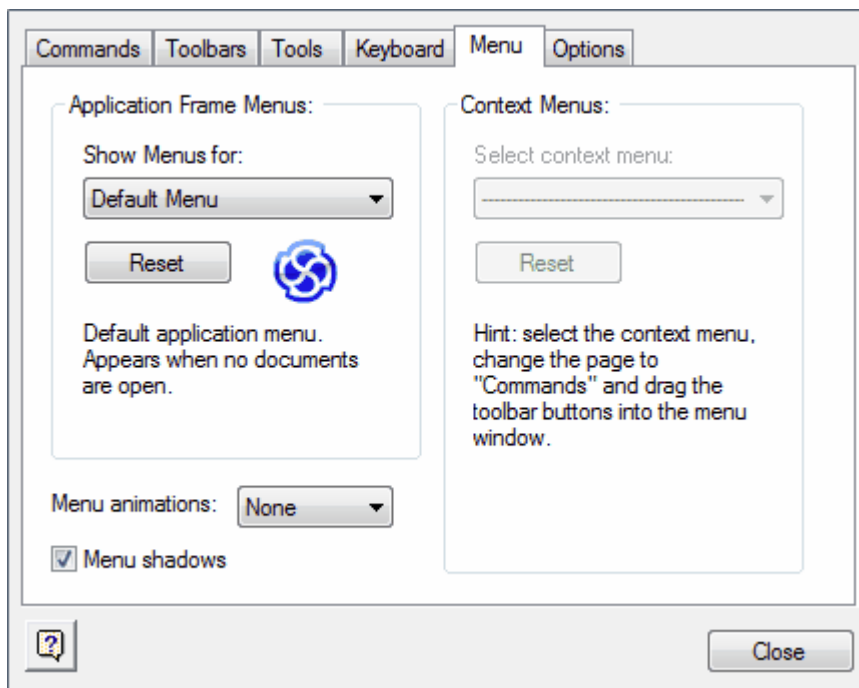 Commands Toolbars Tools Keyboard Menu Options
Application Frame Menus:
Show Menus for:
Default Menu
Reset
Default application menu.
Appears when no documents
are open.
Context Menus:
Select context menu:
Reset
Hint: select the context menu,
change the page to
"Commands" and drag the
toolbar buttons into the menu
window.
Menu animations: None
Menu shadows
?
Close